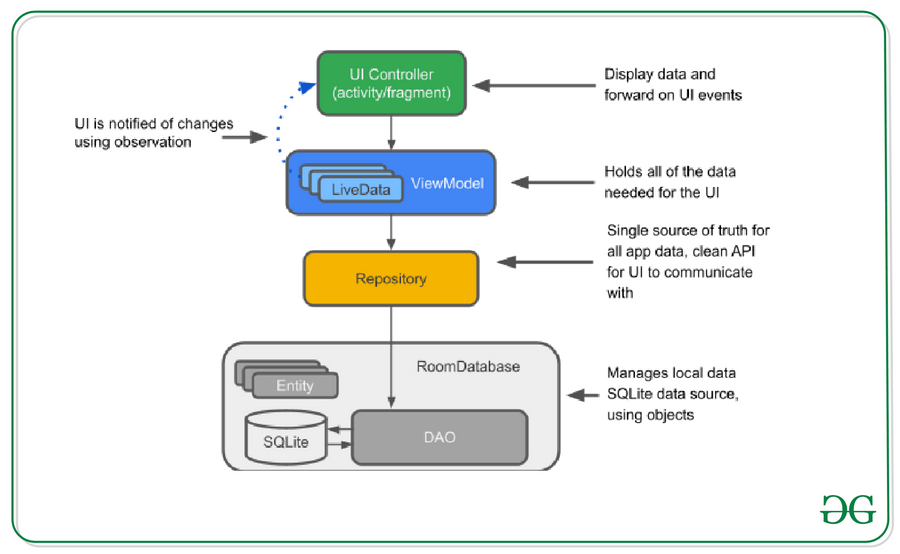 UI Controller
(activity/fragment)
Display data and
forward on UI events
UI is notified of changes
using observation
LiveData
ViewModel
Holds all of the data
needed for the UI
Single source of truth for
all app data, clean API
for UI to communicate
with
Repository
RoomDatabase
Entity
SQLite
DAO
Manages local data
SQLite data source,
using objects